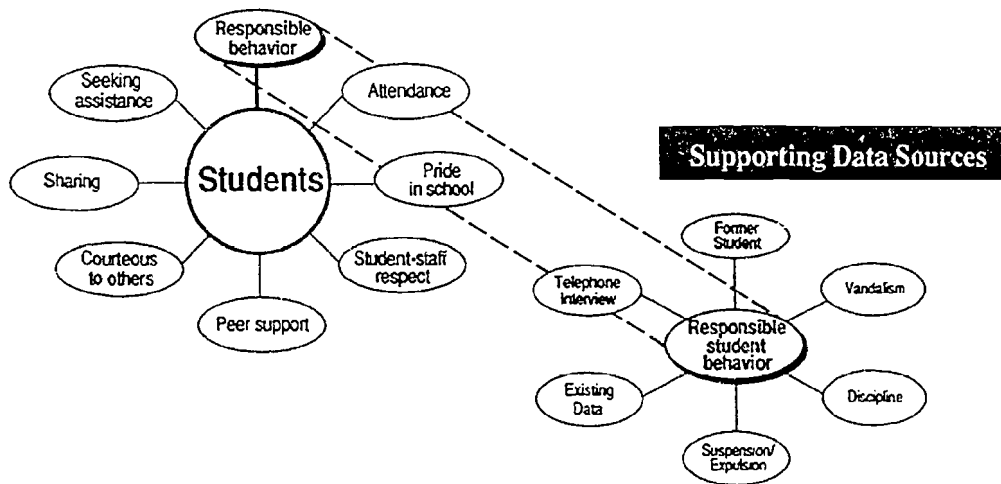 Responsible
behavior
Seeking
assistance
Attendance
Supporting Data Sources
Students
Sharing
Pride
in school
Former
Student
Courteous
to others
Student-staff
respect
Telephone
Interview
Vandalism
Peer support
Responsible
student
behavior
Existing
Data
Discipline
Suspension/
Expulsion